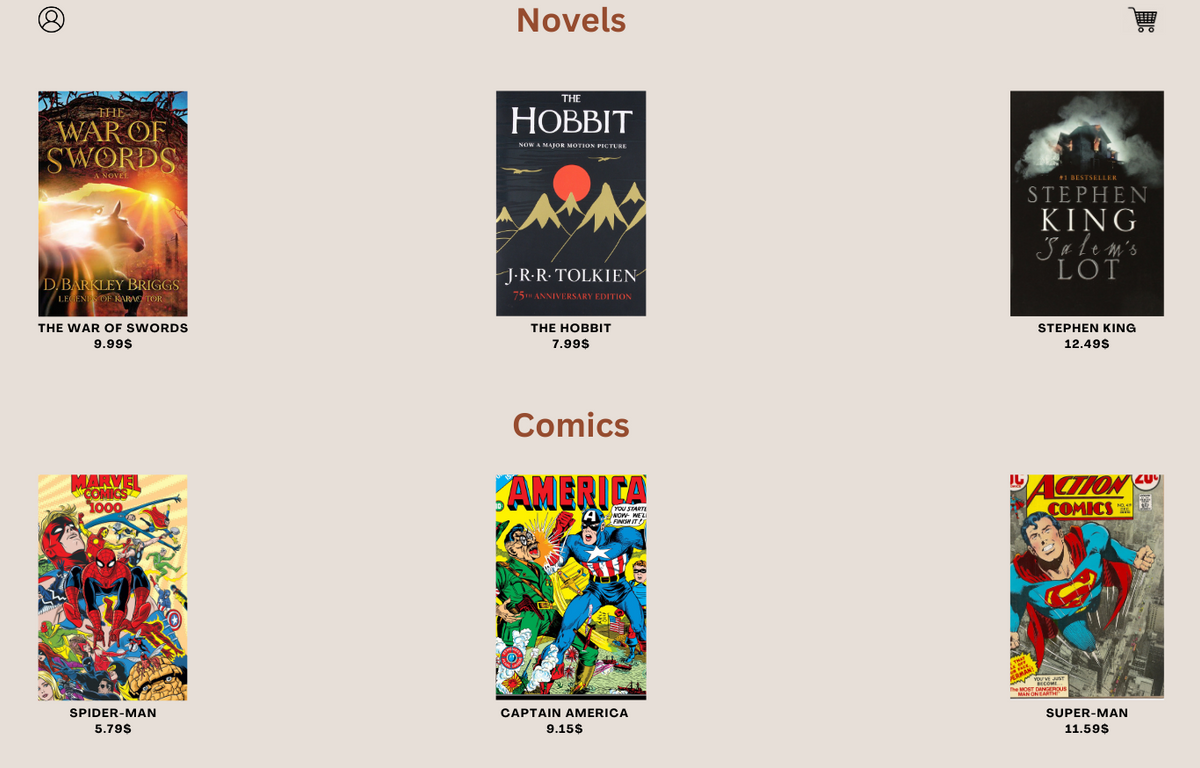 Novels
THE
WAR OF
SWORDS
A NOVEL
D. BARKLEY BRIGGS
LEGENDS OF KARAC TOR
THE WAR OF SWORDS
9.99$
THE
HOBBIT
NOW A MAJOR MOTION PICTURE
J·R·R·TOLKIEN
75TH ANNIVERSARY EDITION
THE HOBBIT
7.99$
#1 BESTSELLER
STEPHEN
KING
'Salem's
LOT
STEPHEN KING
12.49$
Comics
MARVEL
COMICS
1000
SPIDER-MAN
5.79$
AMERICA
YOU STARTE
NOW- WE'LL
FINISH IT!
CAPTAIN AMERICA
9.15$
ACTION
20¢
COMICS
YOU'VE JUST
BECOME...
The MOST DANGEROUS
MAN ON EARTH!
SUPER-MAN
11.59$